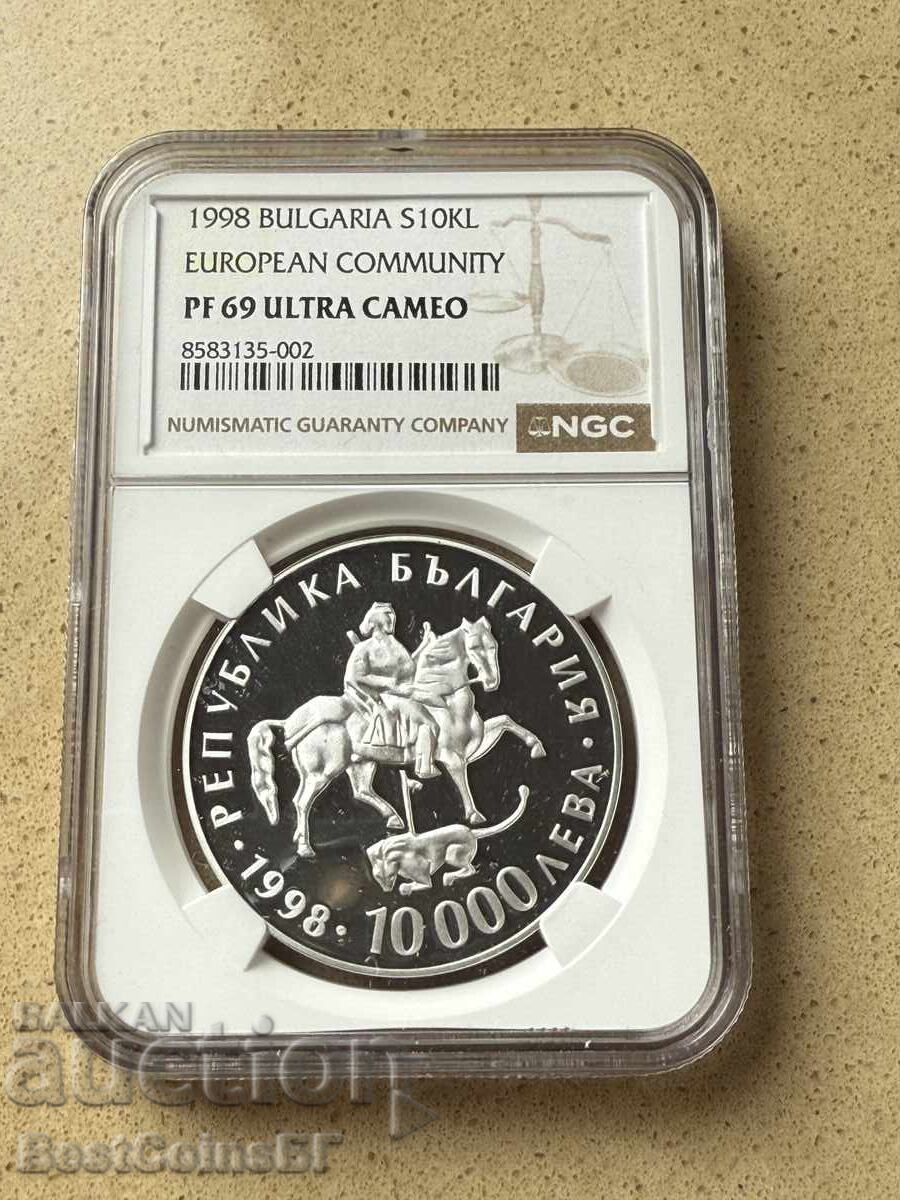 1998 BULGARIA S10KL
EUROPEAN COMMUNITY
PF 69 ULTRA CAMEO
8583135-002
NUMISMATIC GUARANTY COMPANY NGC
РЕПУБЛИКА БЪЛГАРИЯ
· 1998 · 10 000 ЛЕВА ·
BALKAN
auction
BestCoinsБГ